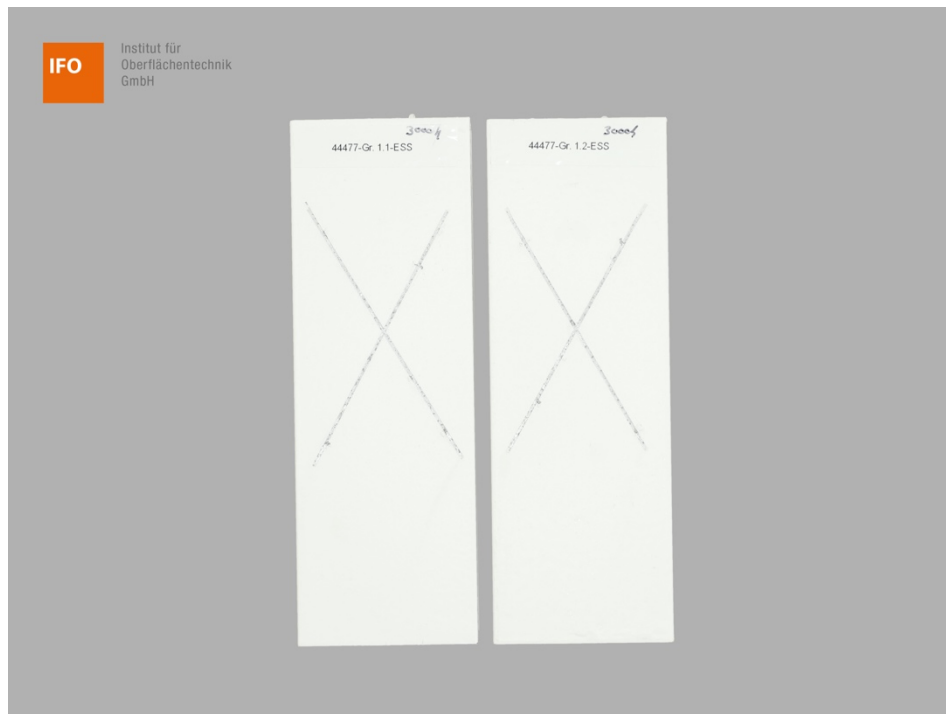 IFO
Institut für
Oberflächentechnik
GmbH
3000h
44477-Gr. 1.1-ESS
3000h
44477-Gr. 1.2-ESS